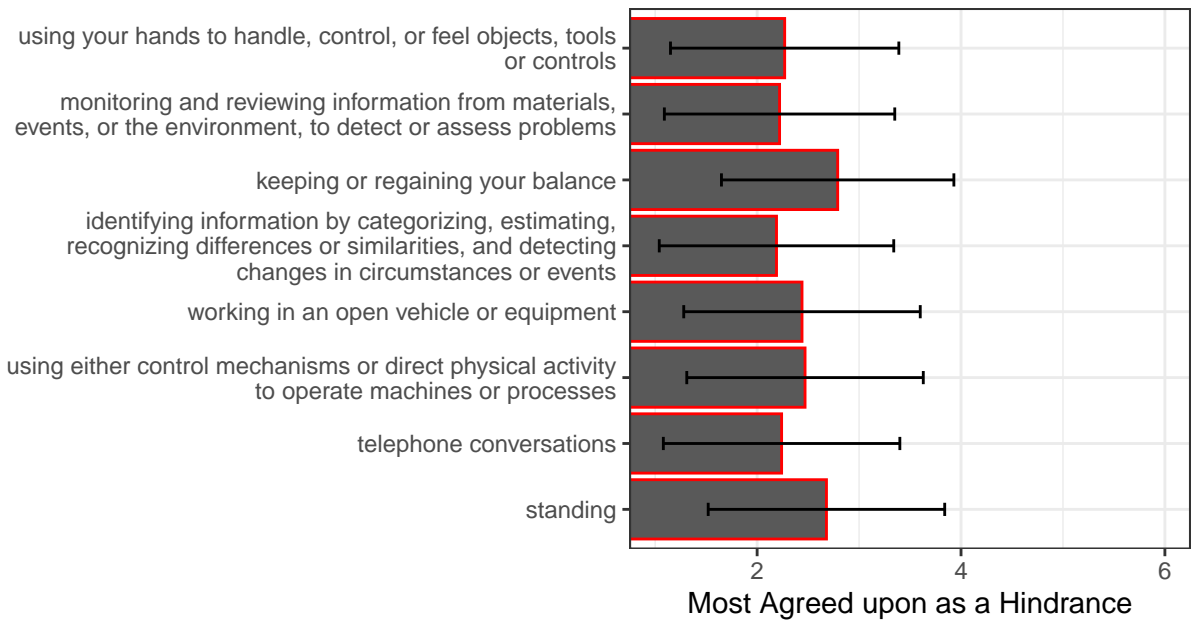 using your hands to handle, control, or feel objects, tools
or controls
monitoring and reviewing information from materials,
events, or the environment, to detect or assess problems
keeping or regaining your balance
identifying information by categorizing, estimating,
recognizing differences or similarities, and detecting
changes in circumstances or events
working in an open vehicle or equipment
using either control mechanisms or direct physical activity
to operate machines or processes
telephone conversations
standing
2 4 6
Most Agreed upon as a Hindrance